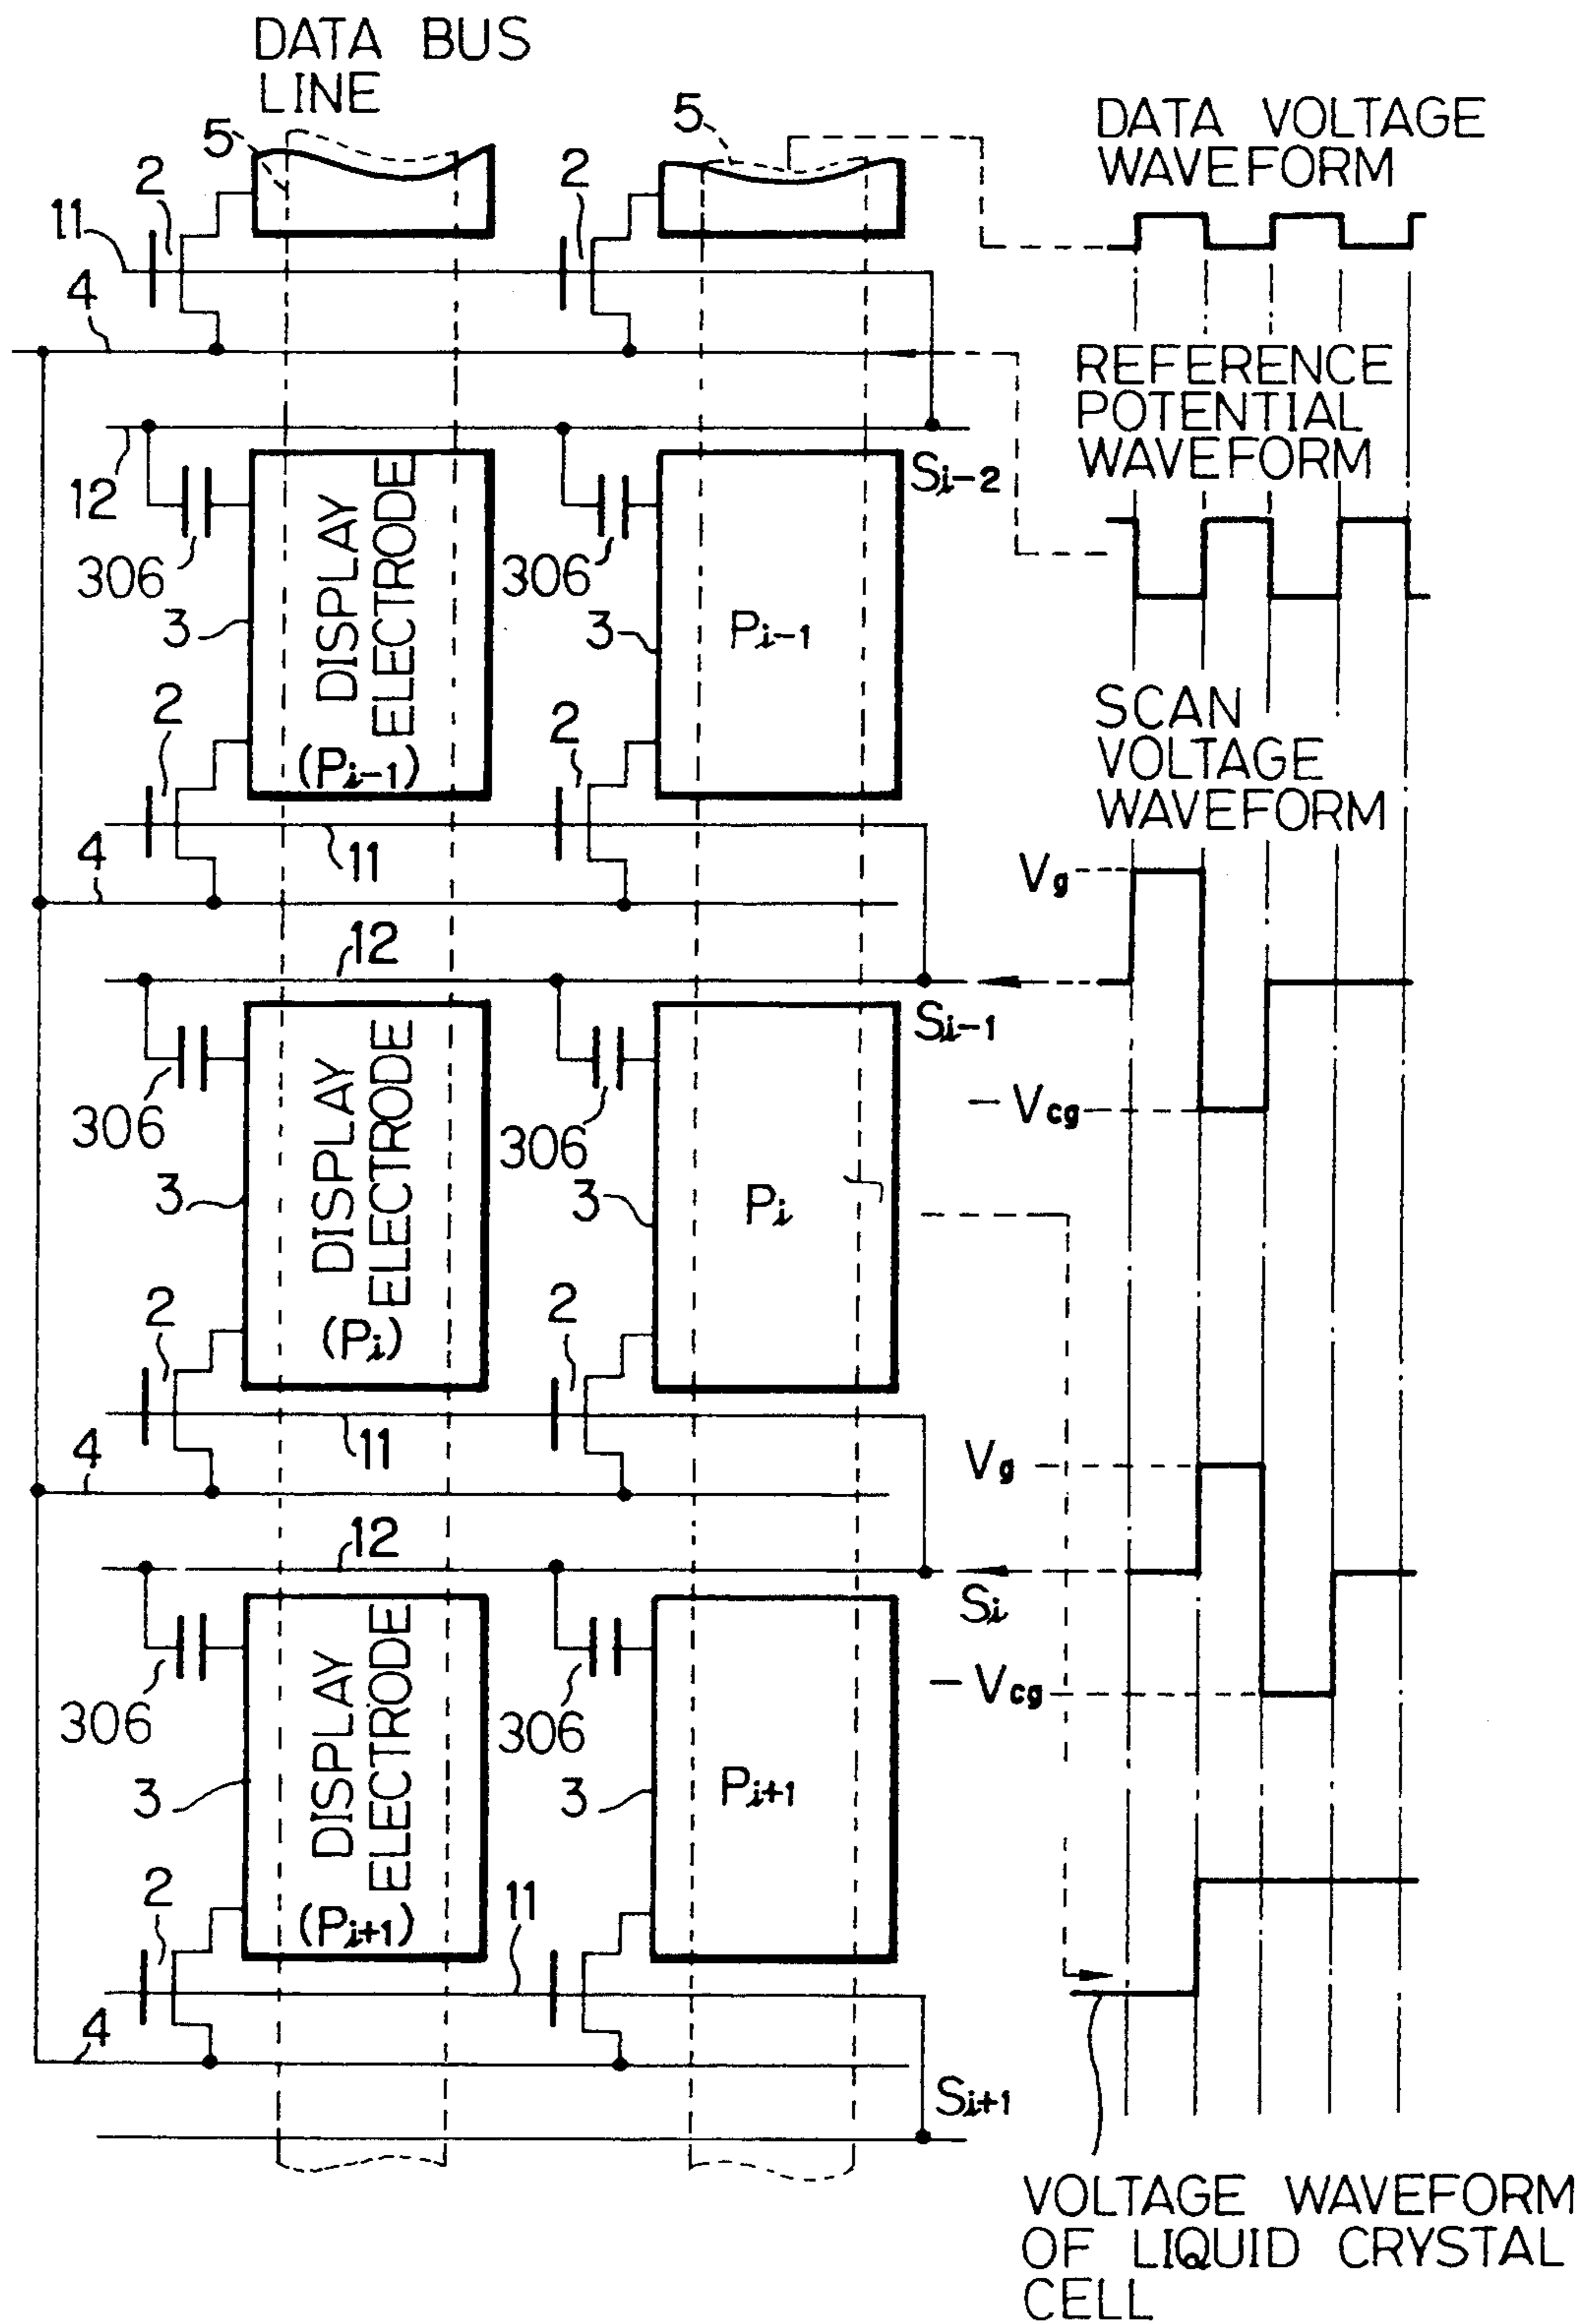 DATA BUS
LINE
5
5
DATA VOLTAGE
WAVEFORM
2
2
11
4
REFERENCE
POTENTIAL
WAVEFORM
12
Si-2
306
306
DISPLAY
ELECTRODE
(Pi-1)
3
3
Pi-1
2
2
SCAN
VOLTAGE
WAVEFORM
4
11
Vg
12
Si-1
306
306
-Vcg
DISPLAY
ELECTRODE
(Pi)
3
3
Pi
2
2
4
11
Vg
12
Si
306
306
-Vcg
DISPLAY
ELECTRODE
(Pi+1)
3
3
Pi+1
2
11
4
Si+1
VOLTAGE WAVEFORM
OF LIQUID CRYSTAL
CELL